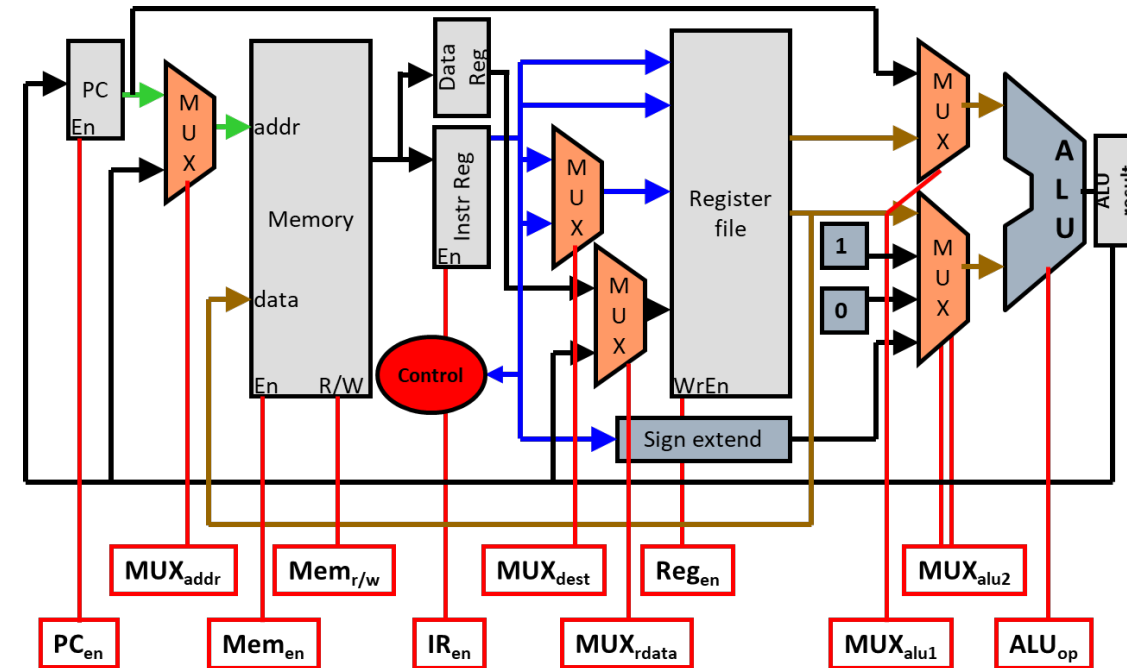 PC
En
M
U
X
addr
Memory
data
En
R/W
Data
Reg
Instr Reg
En
Control
M
U
X
M
U
X
Register
file
WrEn
Sign extend
1
0
M
U
X
M
U
X
A
L
U
ALU
result
MUXaddr
Memr/w
MUXdest
Regen
MUXalu2
PCen
Memen
IRen
MUXrdata
MUXalu1
ALUop